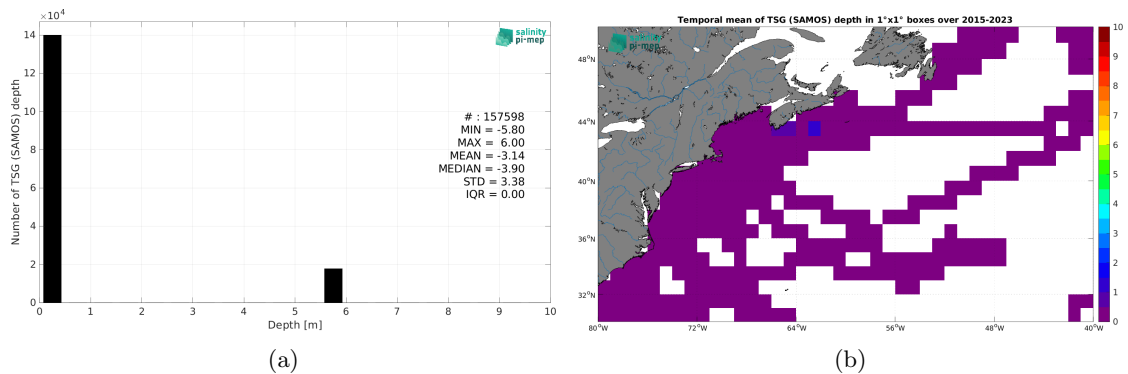 ×10⁴
14
12
10
8
6
4
2
0
Number of TSG (SAMOS) depth
salinity
pi-mep
# : 157598
MIN = -5.80
MAX = 6.00
MEAN = -3.14
MEDIAN = -3.90
STD = 3.38
IQR = 0.00
0 1 2 3 4 5 6 7 8 9 10
Depth [m]
(a)
Temporal mean of TSG (SAMOS) depth in 1°x1° boxes over 2015-2023
salinity
pi-mep
48°N
44°N
40°N
36°N
32°N
80°W 72°W 64°W 56°W 48°W 40°W
10
9
8
7
6
5
4
3
2
1
0
(b)